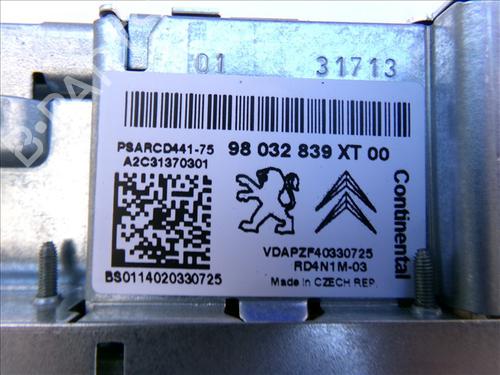 01 31713
PSARCD441-75
98 032 839 XT 00
A2C31370301
Continental
VDAPZF40330725
RD4N1M-03
BS0114020330725
Made in CZECH REP.
B-PARTS